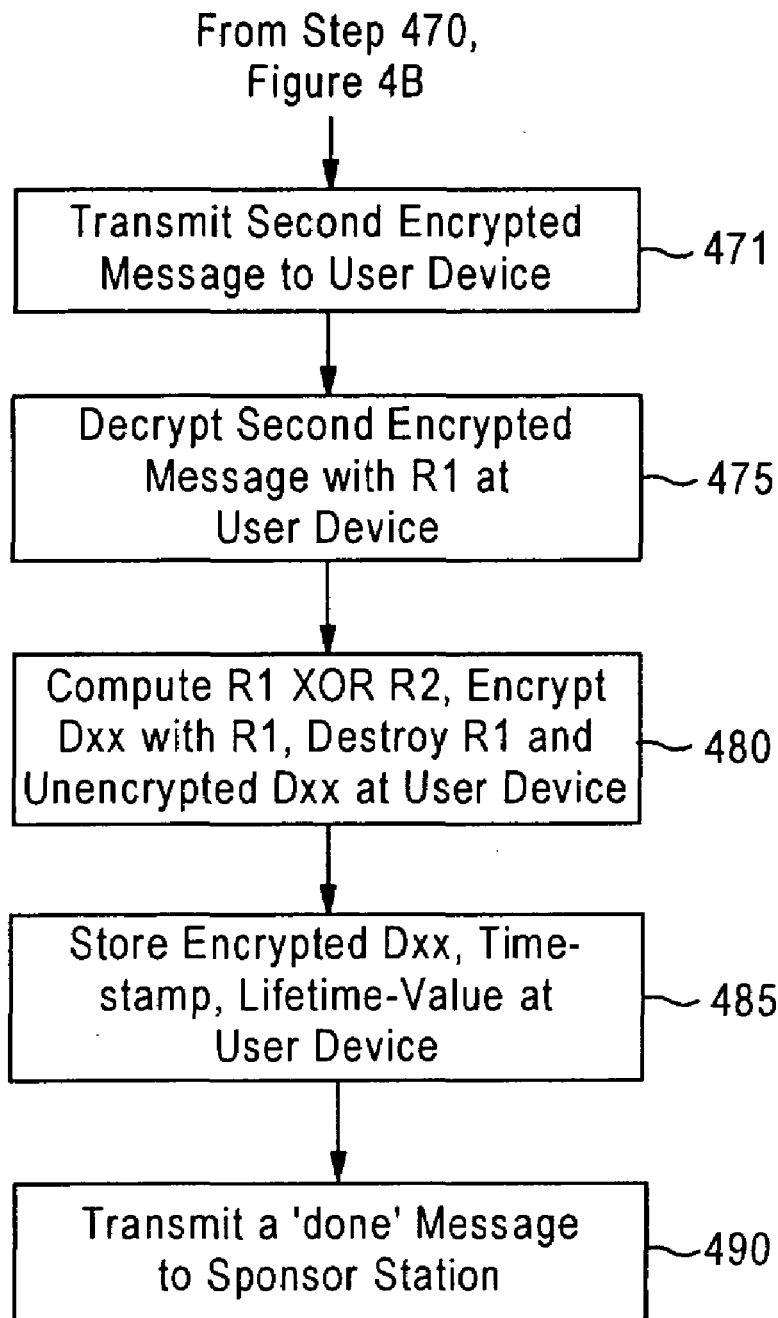 From Step 470,
Figure 4B
Transmit Second Encrypted
Message to User Device
471
Decrypt Second Encrypted
Message with R1 at
User Device
475
Compute R1 XOR R2, Encrypt
Dxx with R1, Destroy R1 and
Unencrypted Dxx at User Device
480
Store Encrypted Dxx, Time-
stamp, Lifetime-Value at
User Device
485
Transmit a 'done' Message
to Sponsor Station
490